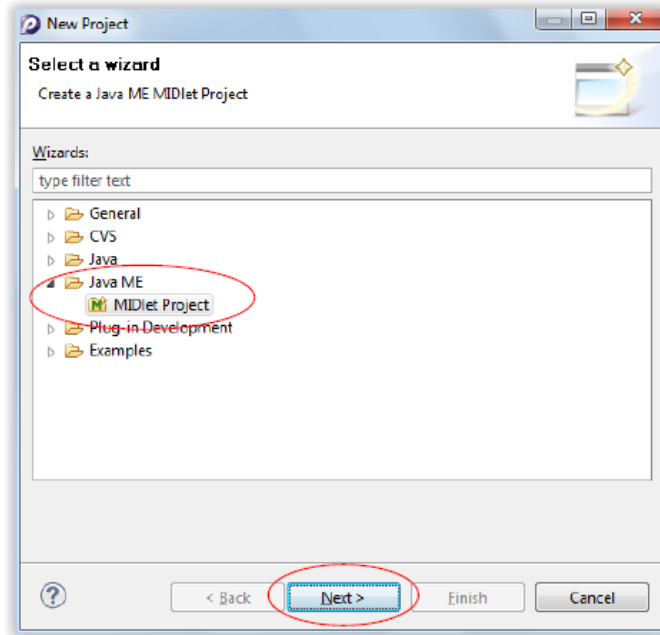 New Project
Select a wizard
Create a Java ME MIDlet Project
Wizards:
type filter text
General
CVS
Java
Java ME
MIDlet Project
Plug-in Development
Examples
< Back
Next >
Finish
Cancel